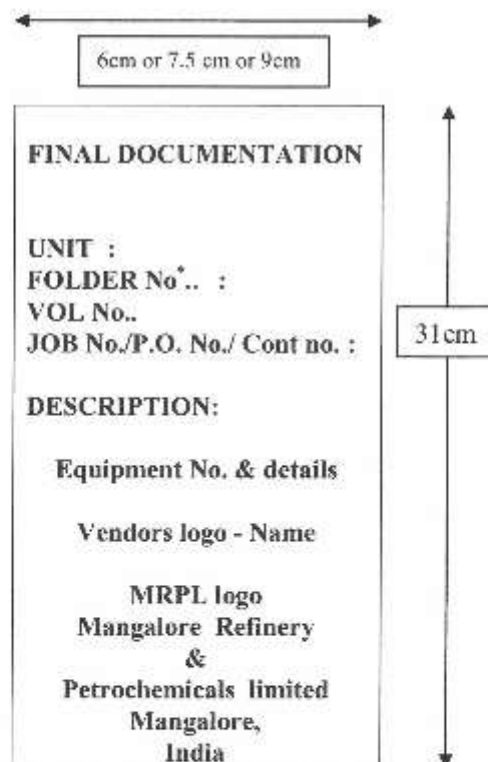 6cm or 7.5 cm or 9cm
FINAL DOCUMENTATION
UNIT :
FOLDER No*.. :
VOL No..
JOB No./P.O. No./ Cont no. :
31cm
DESCRIPTION:
Equipment No. & details
Vendors logo - Name
MRPL logo
Mangalore Refinery
&
Petrochemicals limited
Mangalore,
India